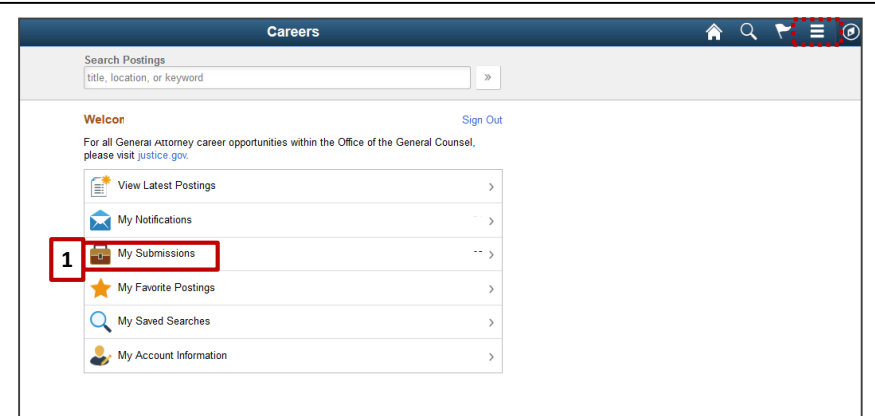 Careers
Search Postings
title, location, or keyword
»
Welcon
Sign Out
For all General Attorney career opportunities within the Office of the General Counsel,
please visit justice.gov.
View Latest Postings
My Notifications
1
My Submissions
My Favorite Postings
My Saved Searches
My Account Information